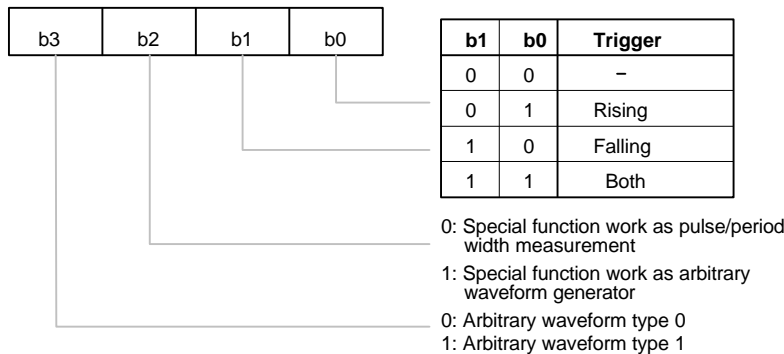 b3 b2 b1 b0
b1 b0 Trigger
0 0 –
0 1 Rising
1 0 Falling
1 1 Both
0: Special function work as pulse/period
width measurement
1: Special function work as arbitrary
waveform generator
0: Arbitrary waveform type 0
1: Arbitrary waveform type 1